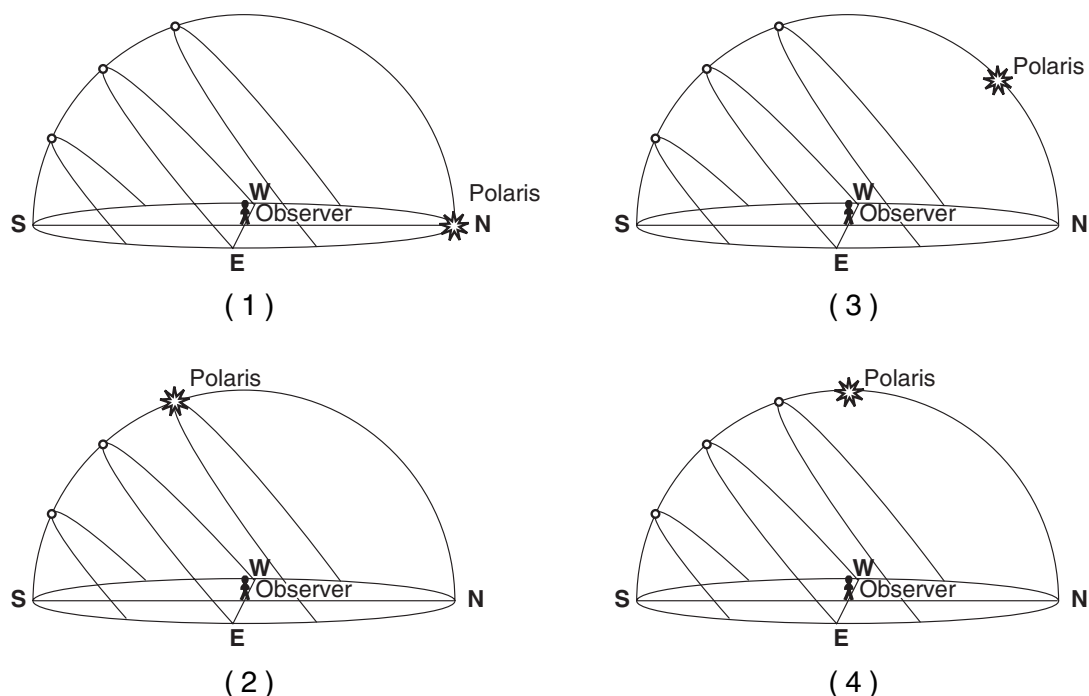 Polaris
W
Observer
S
N
E
( 1 )
Polaris
W
Observer
S
N
E
( 2 )
Polaris
W
Observer
S
N
E
( 3 )
Polaris
W
Observer
S
N
E
( 4 )